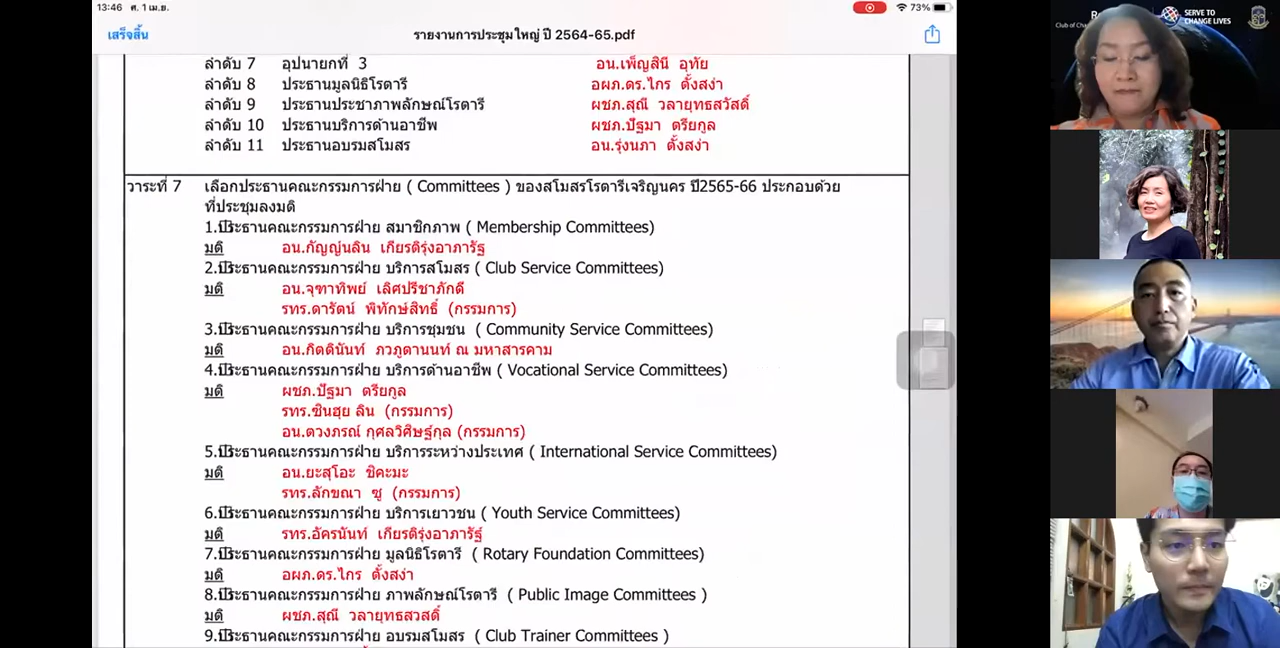 13:46 ศ. 1 เม.ย.
73%
เสร็จสิ้น
รายงานการประชุมใหญ่ ปี 2564-65.pdf
ลำดับ 7 อุปนายกที่ 3 อน.เพ็ญสินี อุทัย
ลำดับ 8 ประธานมูลนิธิโรตารี อผภ.ดร.ไกร ตั้งสง่า
ลำดับ 9 ประธานประชาภาพลักษณ์โรตารี ผชภ.สุณี วลายุทธสวัสดิ์
ลำดับ 10 ประธานบริการด้านอาชีพ ผชภ.ปัฐมา ตรียกูล
ลำดับ 11 ประธานอบรมสโมสร อน.รุ่งนภา ตั้งสง่า
วาระที่ 7 เลือกประธานคณะกรรมการฝ่าย ( Committees ) ของสโมสรโรตารีเจริญนคร ปี2565-66 ประกอบด้วย
ที่ประชุมลงมติ
1.ประธานคณะกรรมการฝ่าย สมาชิกภาพ ( Membership Committees)
มติ อน.กัญญ์นลิน เกียรติรุ่งอาภารัฐ
2.ประธานคณะกรรมการฝ่าย บริการสโมสร ( Club Service Committees)
มติ อน.จุฑาทิพย์ เลิศปรีชาภักดี
รทร.ดารัตน์ พิทักษ์สิทธิ์ (กรรมการ)
3.ประธานคณะกรรมการฝ่าย บริการชุมชน ( Community Service Committees)
มติ อน.กิตตินันท์ ภวภูตานนท์ ณ มหาสารคาม
4.ประธานคณะกรรมการฝ่าย บริการด้านอาชีพ ( Vocational Service Committees)
มติ ผชภ.ปัฐมา ตรียกูล
รทร.ชินฮุย ลิน (กรรมการ)
อน.ดวงภรณ์ กุศลวิศิษฐ์กุล (กรรมการ)
5.ประธานคณะกรรมการฝ่าย บริการระหว่างประเทศ ( International Service Committees)
มติ อน.ยะสุโอะ ชิคะมะ
รทร.ลักขณา ซู (กรรมการ)
6.ประธานคณะกรรมการฝ่าย บริการเยาวชน ( Youth Service Committees)
มติ รทร.อัครนันท์ เกียรติรุ่งอาภารัฐ์
7.ประธานคณะกรรมการฝ่าย มูลนิธิโรตารี ( Rotary Foundation Committees)
มติ อผภ.ดร.ไกร ตั้งสง่า
8.ประธานคณะกรรมการฝ่าย ภาพลักษณ์โรตารี ( Public Image Committees )
มติ ผชภ.สุณี วลายุทธสวสดิ์
9.ประธานคณะกรรมการฝ่าย อบรมสโมสร ( Club Trainer Committees )
SERVE TO
CHANGE LIVES
Club of